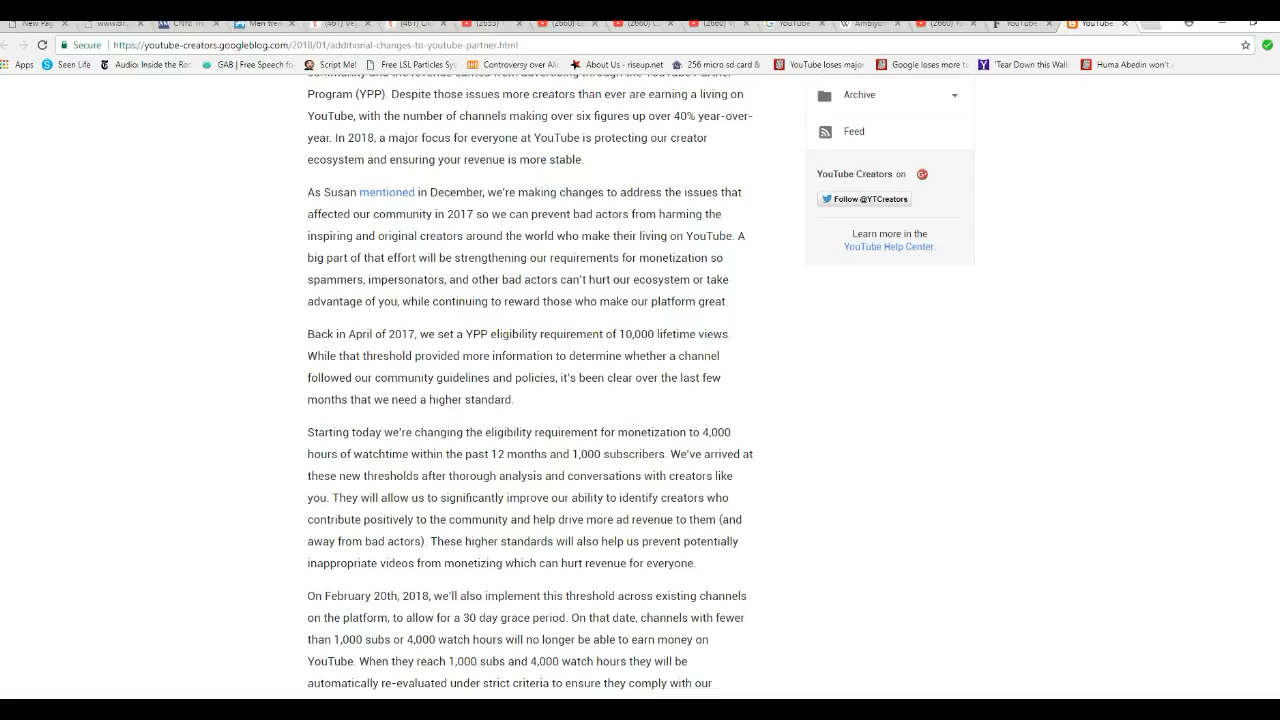 New Pag
www.di
CNN: Th
Men trea
(461) Ve
(461) Cl
(2633)
(2660) L
(2660) C
(2660) V
YouTube
Amblyo
(2660) Yo
YouTube
YouTube
Secure https://youtube-creators.googleblog.com/2018/01/additional-changes-to-youtube-partner.html
Apps Seen Life Audio: Inside the Roc GAB | Free Speech fo Script Me! Free LSL Particles Sys Controversy over Al About Us - riseup.net 256 micro sd card & YouTube loses major Google loses more to 'Tear Down this Wall Huma Abedin won't
community and the revenue earned from advertising through the YouTube Partner
Program (YPP). Despite those issues more creators than ever are earning a living on
YouTube, with the number of channels making over six figures up over 40% year-over-
year. In 2018, a major focus for everyone at YouTube is protecting our creator
ecosystem and ensuring your revenue is more stable.
As Susan mentioned in December, we're making changes to address the issues that
affected our community in 2017 so we can prevent bad actors from harming the
inspiring and original creators around the world who make their living on YouTube. A
big part of that effort will be strengthening our requirements for monetization so
spammers, impersonators, and other bad actors can't hurt our ecosystem or take
advantage of you, while continuing to reward those who make our platform great.
Back in April of 2017, we set a YPP eligibility requirement of 10,000 lifetime views.
While that threshold provided more information to determine whether a channel
followed our community guidelines and policies, it's been clear over the last few
months that we need a higher standard.
Starting today we're changing the eligibility requirement for monetization to 4,000
hours of watchtime within the past 12 months and 1,000 subscribers. We've arrived at
these new thresholds after thorough analysis and conversations with creators like
you. They will allow us to significantly improve our ability to identify creators who
contribute positively to the community and help drive more ad revenue to them (and
away from bad actors). These higher standards will also help us prevent potentially
inappropriate videos from monetizing which can hurt revenue for everyone.
On February 20th, 2018, we'll also implement this threshold across existing channels
on the platform, to allow for a 30 day grace period. On that date, channels with fewer
than 1,000 subs or 4,000 watch hours will no longer be able to earn money on
YouTube. When they reach 1,000 subs and 4,000 watch hours they will be
automatically re-evaluated under strict criteria to ensure they comply with our
Archive
Feed
YouTube Creators on
Follow @YTCreators
Learn more in the
YouTube Help Center.